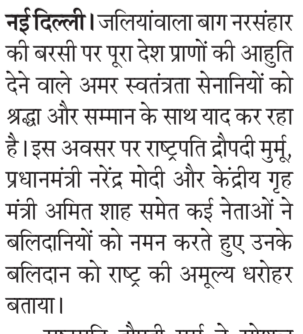 नई दिल्ली। जलियांवाला बाग नरसंहार
की बरसी पर पूरा देश प्राणों की आहुति
देने वाले अमर स्वतंत्रता सेनानियों को
श्रद्धा और सम्मान के साथ याद कर रहा
है। इस अवसर पर राष्ट्रपति द्रौपदी मुर्मू,
प्रधानमंत्री नरेंद्र मोदी और केंद्रीय गृह
मंत्री अमित शाह समेत कई नेताओं ने
बलिदानियों को नमन करते हुए उनके
बलिदान को राष्ट्र की अमूल्य धरोहर
बताया।